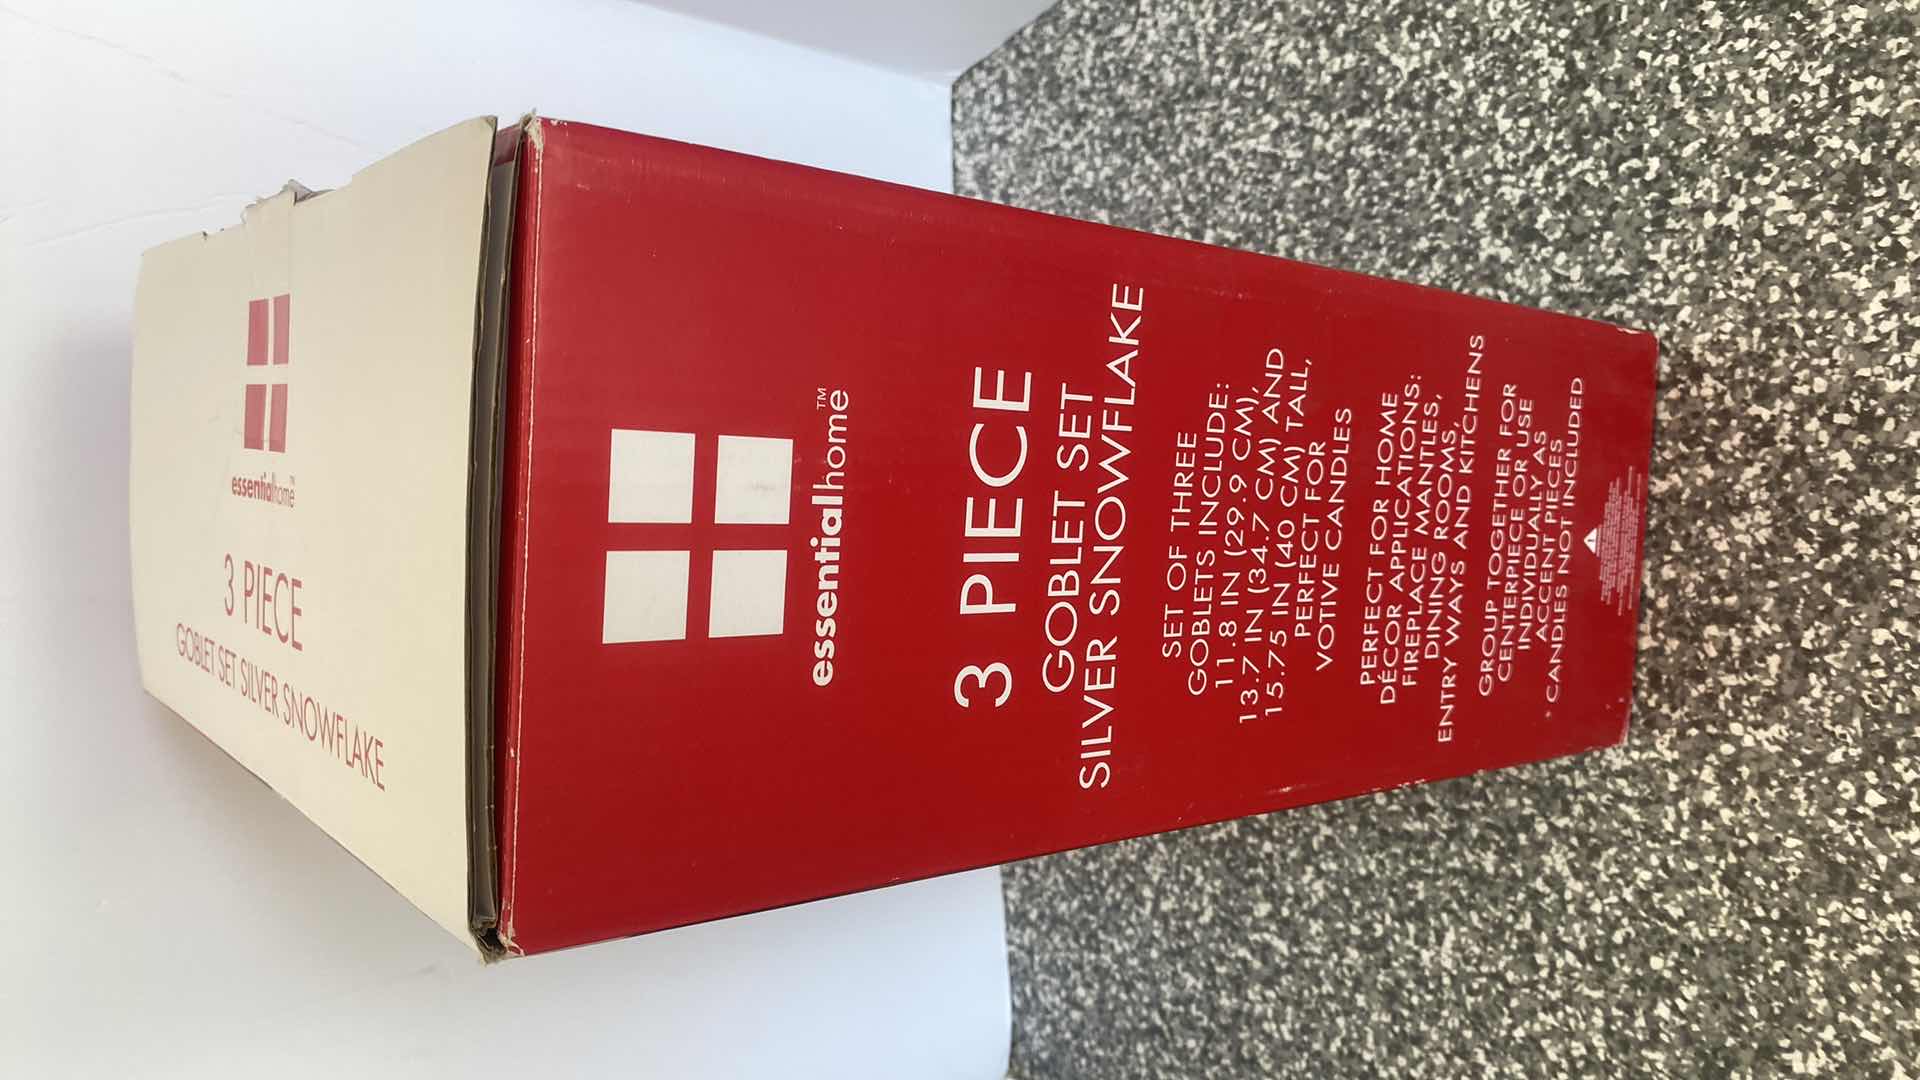 essentialhome™
3 PIECE
GOBLET SET SILVER SNOWFLAKE
essentialhome™
3 PIECE
GOBLET SET
SILVER SNOWFLAKE
SET OF THREE
GOBLETS INCLUDE:
11.8 IN (29.9 CM),
13.7 IN (34.7 CM) AND
15.75 IN (40 CM) TALL,
PERFECT FOR
VOTIVE CANDLES
PERFECT FOR HOME
DÉCOR APPLICATIONS:
FIREPLACE MANTLES,
DINING ROOMS,
ENTRY WAYS AND KITCHENS
GROUP TOGETHER FOR
CENTERPIECE OR USE
INDIVIDUALLY AS
ACCENT PIECES
• CANDLES NOT INCLUDED